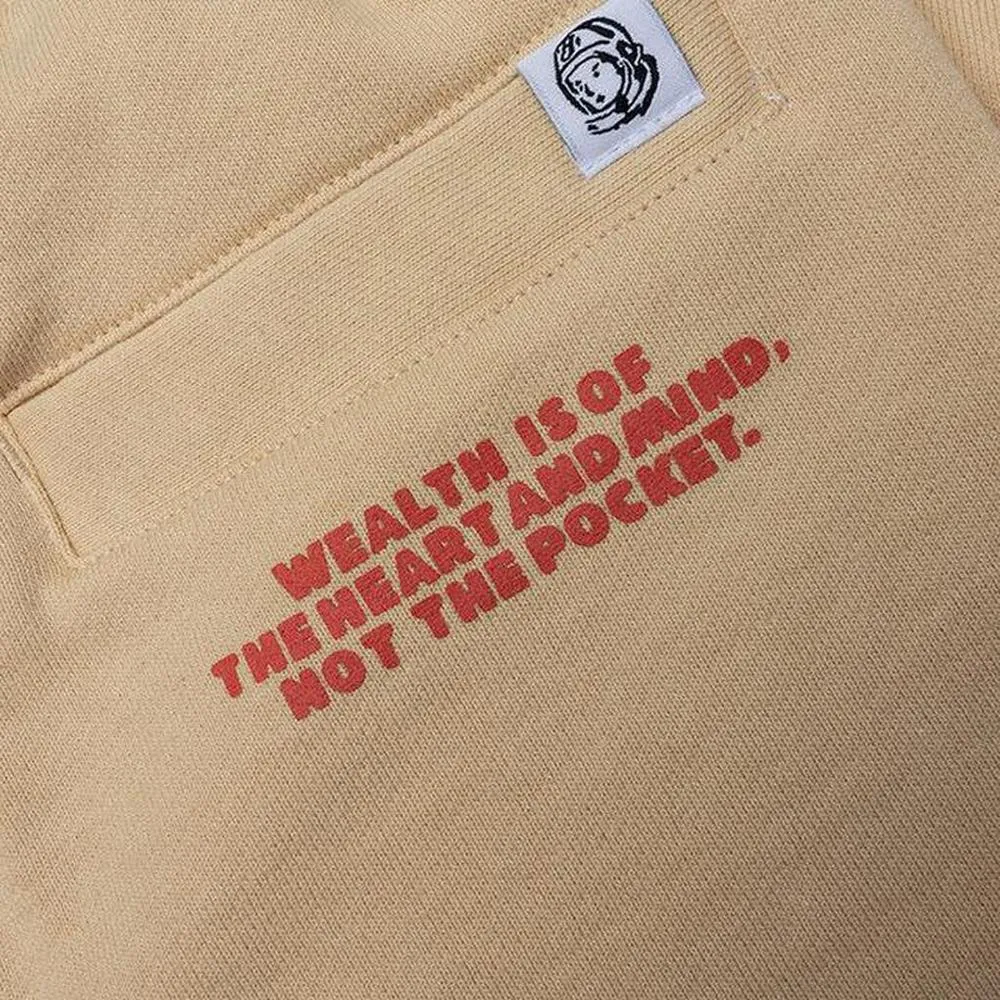 WEALTH IS OF
THE HEART AND MIND,
NOT THE POCKET.